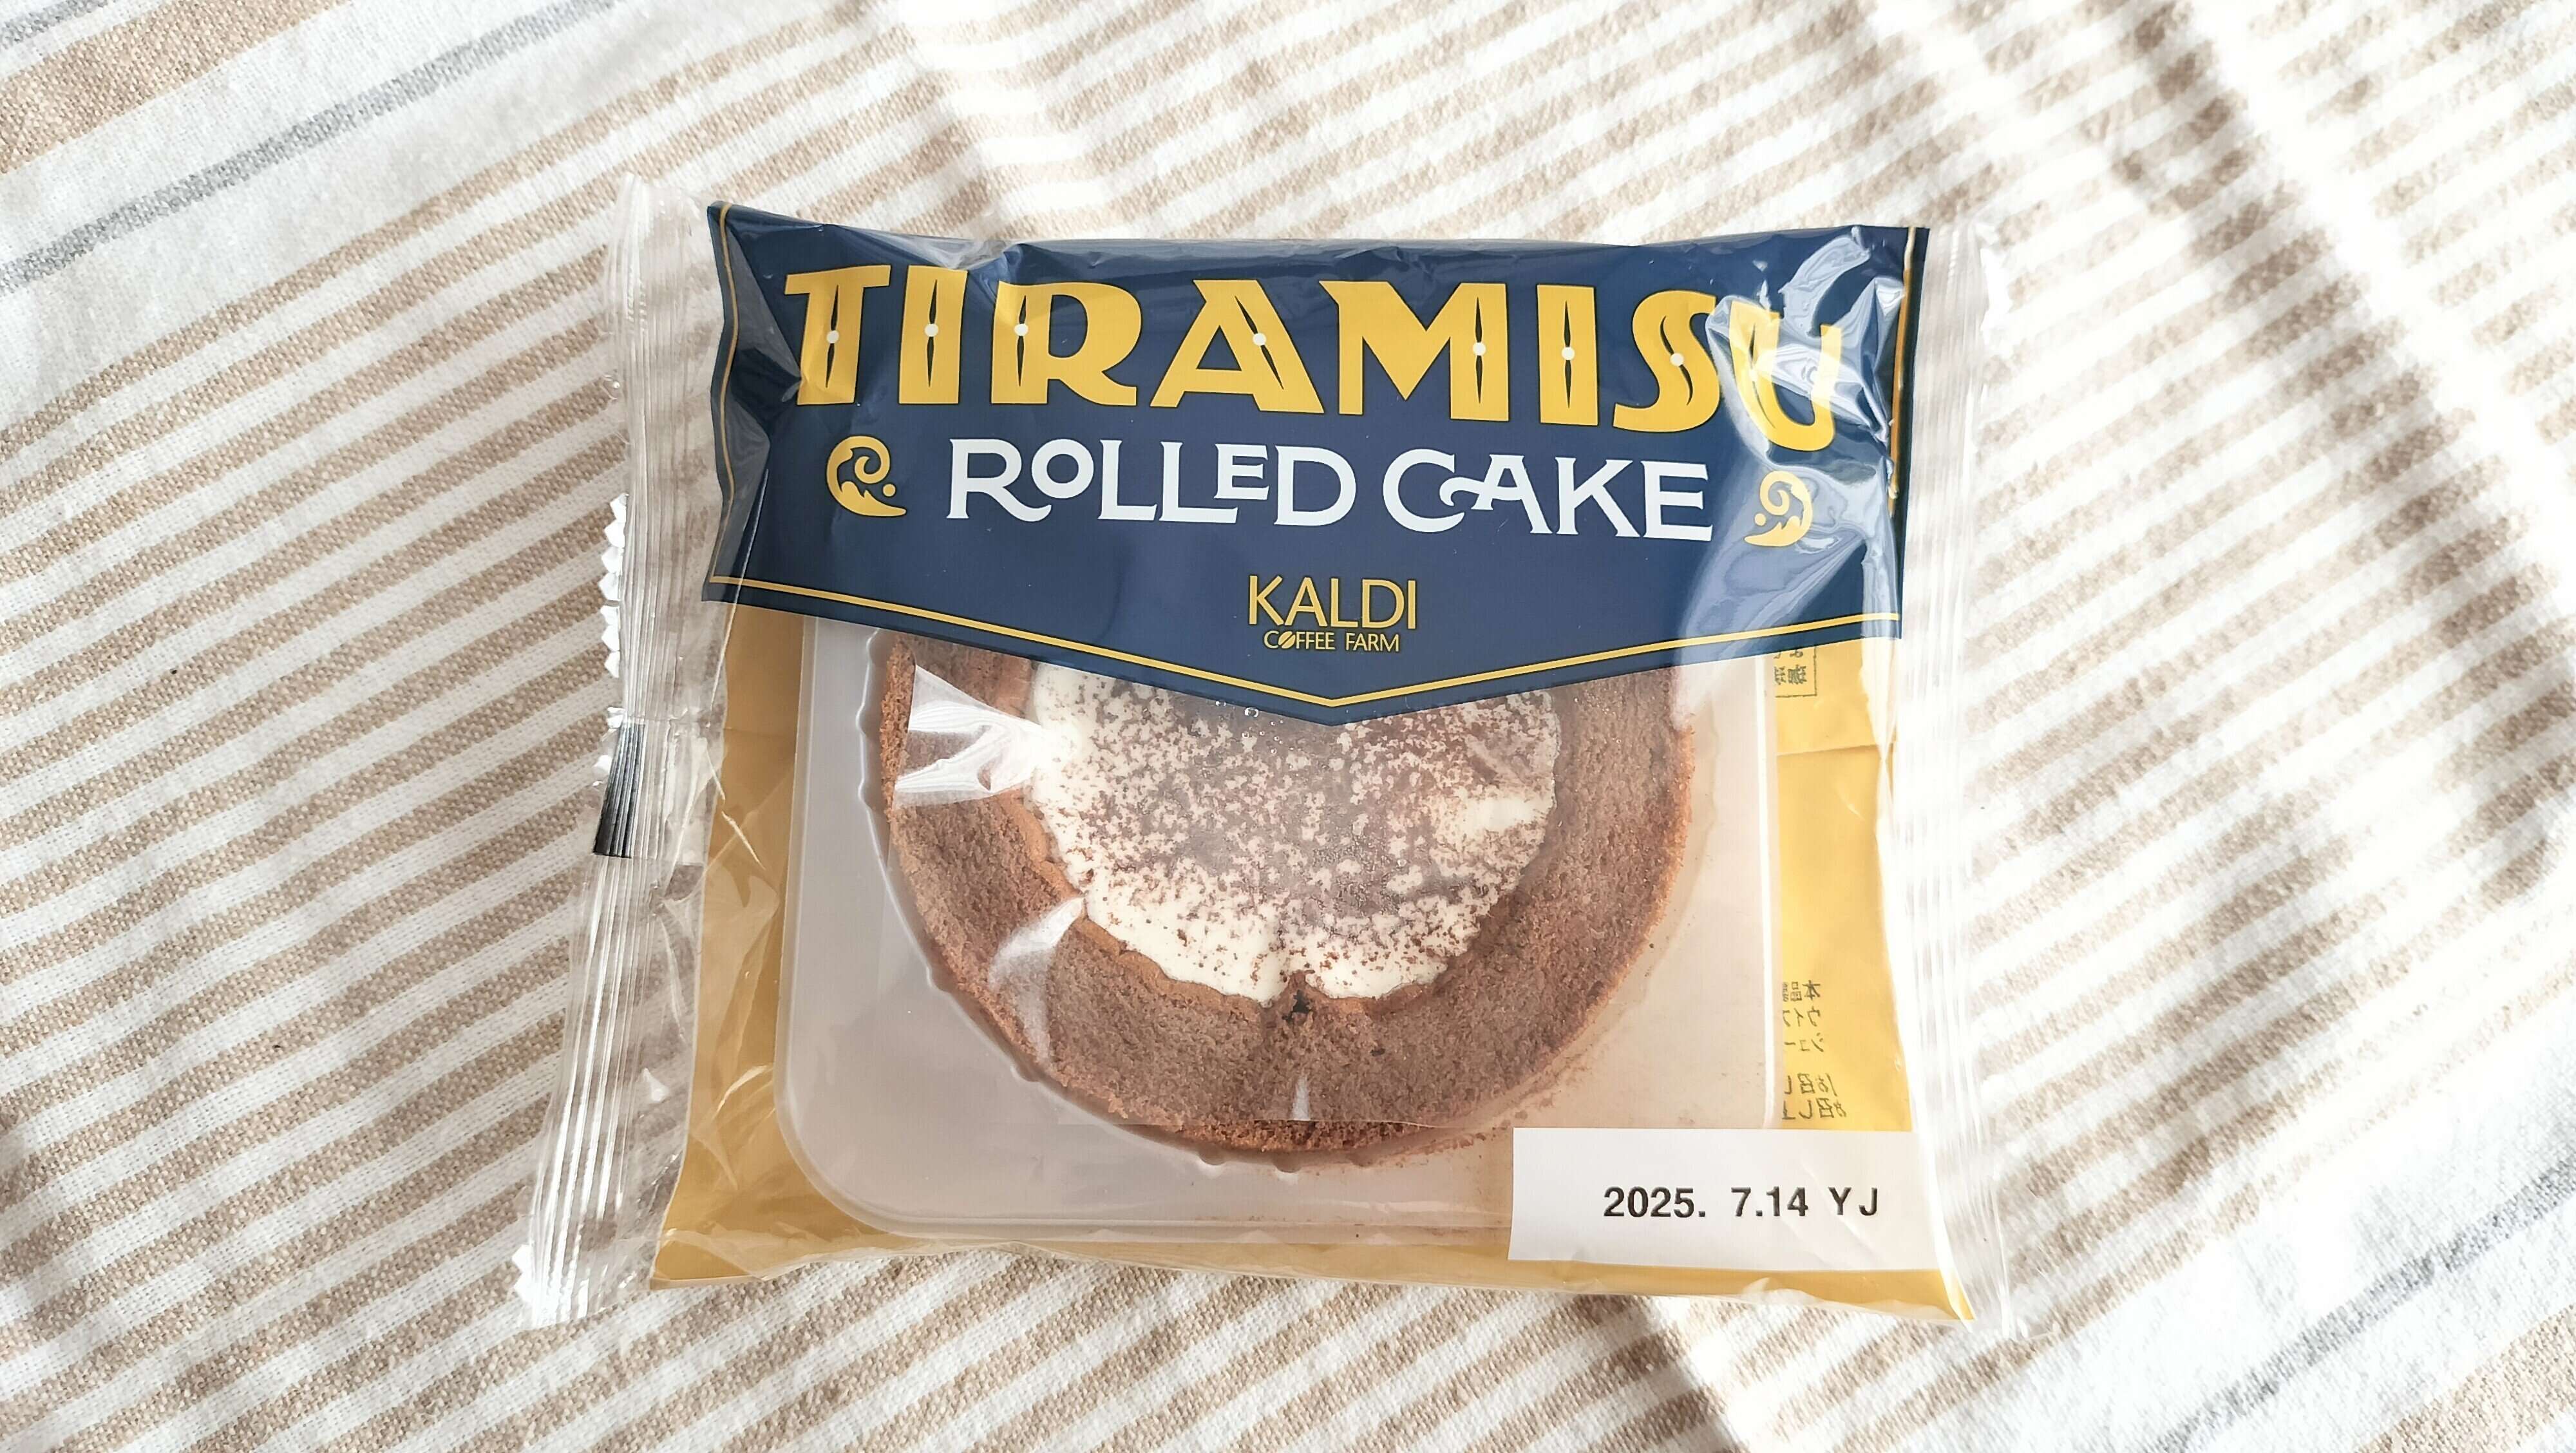 TIRAMISU
ROLLED CAKE
KALDI
COFFEE FARM
2025. 7.14 YJ